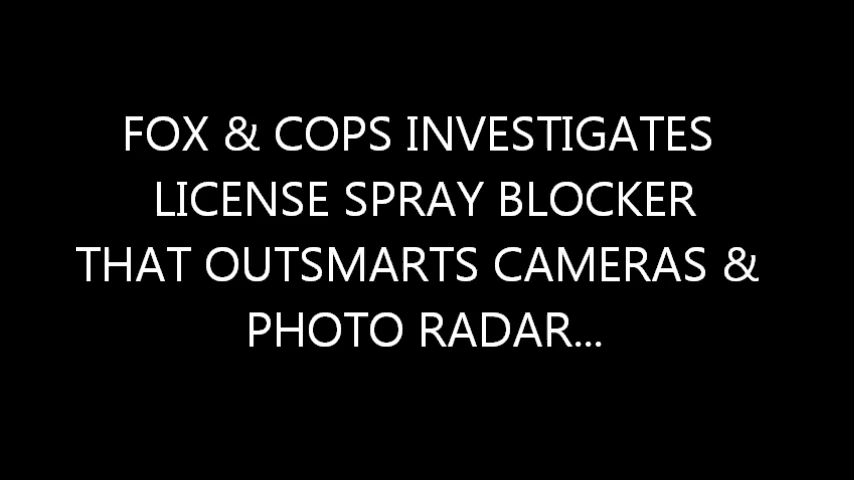 FOX & COPS INVESTIGATES
LICENSE SPRAY BLOCKER
THAT OUTSMARTS CAMERAS &
PHOTO RADAR...